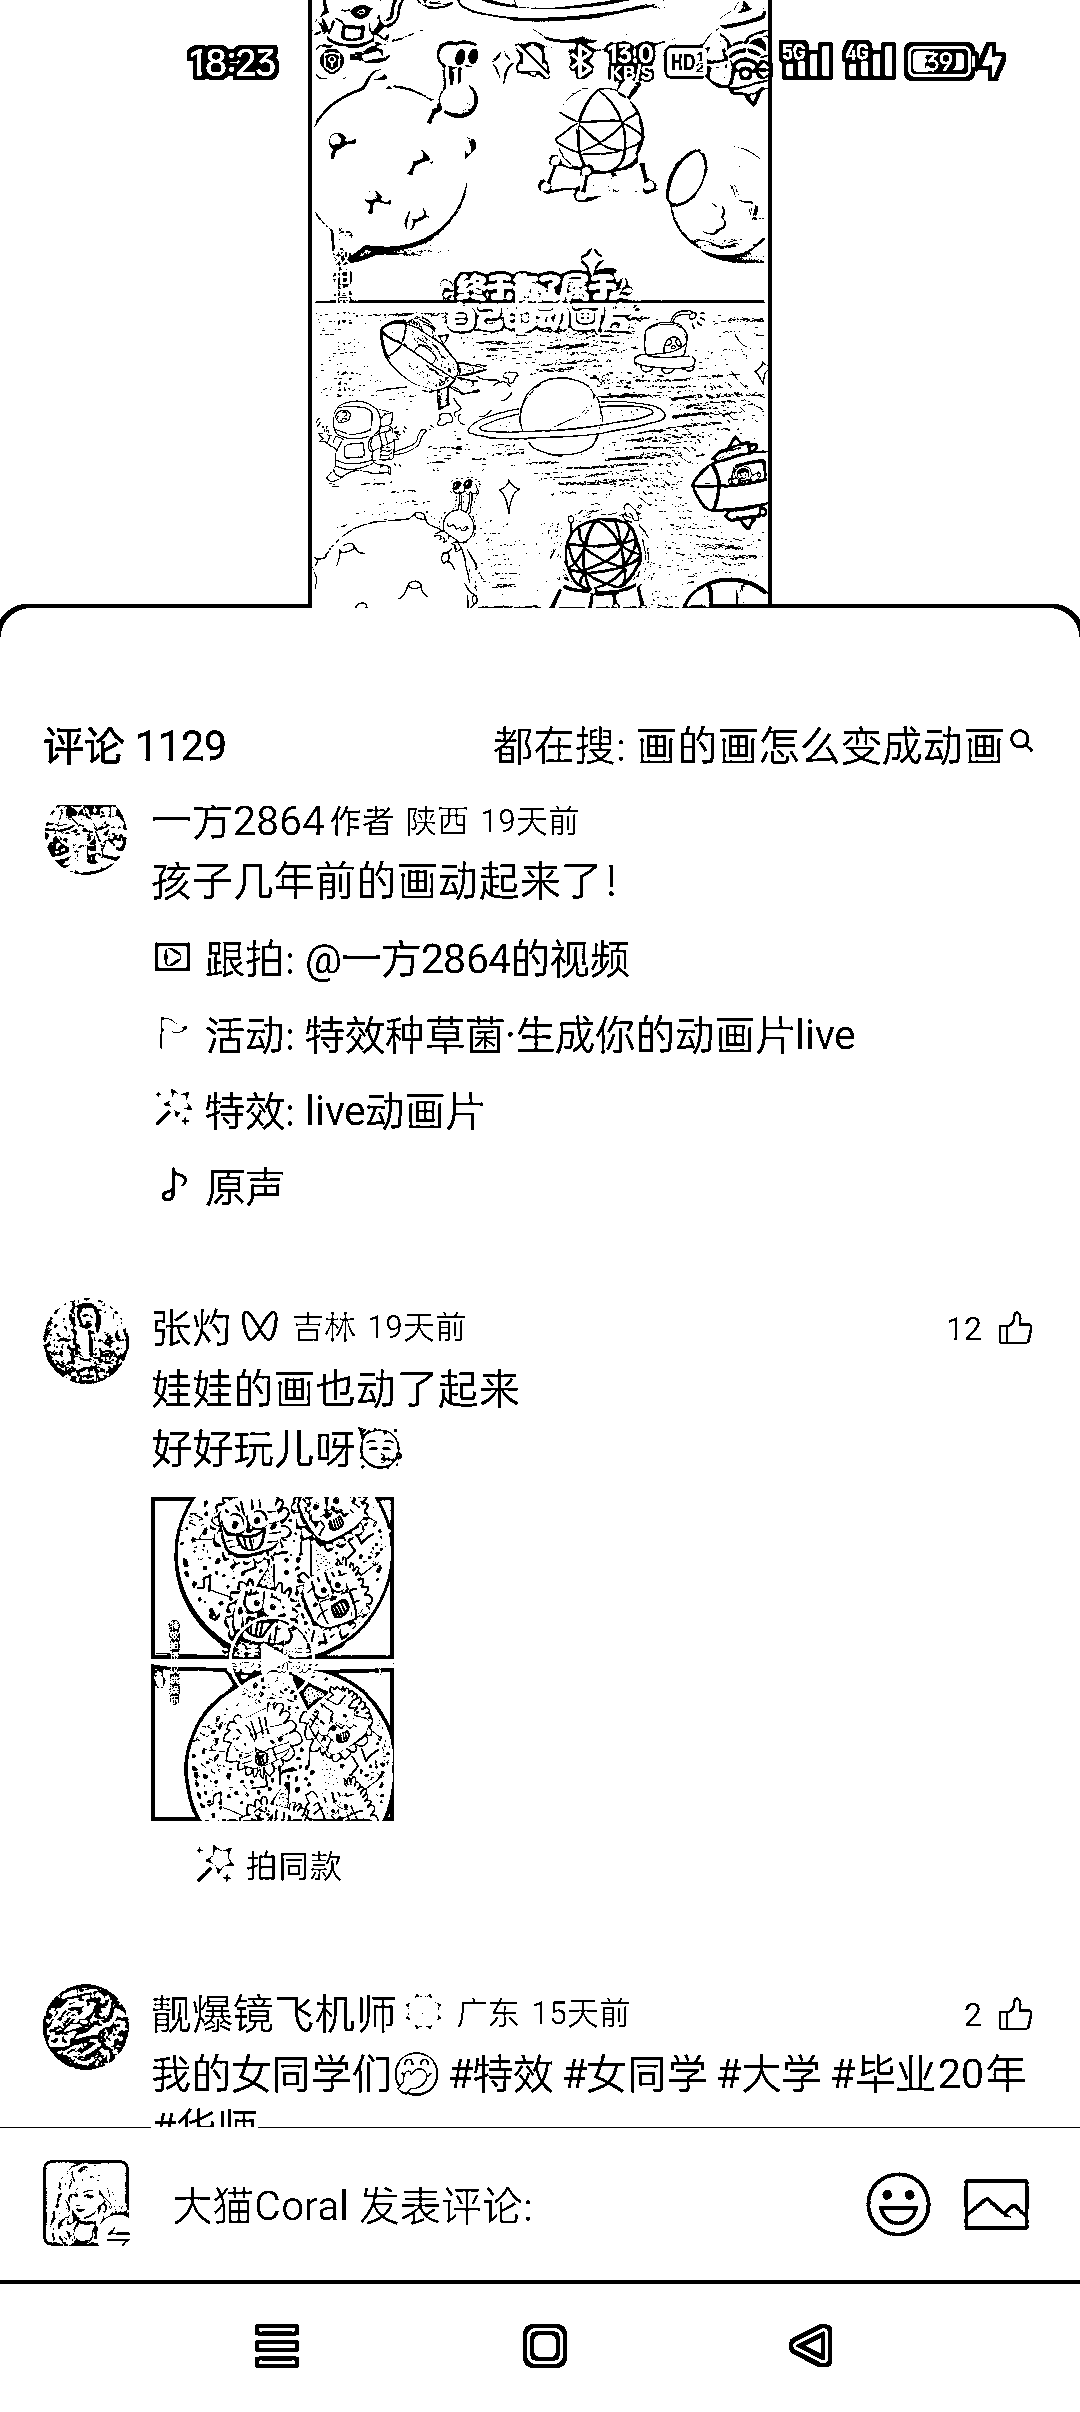 18:23
13.0 KB/S
HD
5G
4G
39
终于有了属于
自己的动画片
评论 1129
都在搜: 画的画怎么变成动画
一方2864 作者 陕西 19天前
孩子几年前的画动起来了!
跟拍: @一方2864的视频
活动: 特效种草菌·生成你的动画片live
特效: live动画片
原声
张灼 吉林 19天前
12
娃娃的画也动了起来
好好玩儿呀
拍同款
靓爆镜飞机师 广东 15天前
2
我的女同学们 #特效 #女同学 #大学 #毕业20年
#华师
大猫Coral 发表评论: